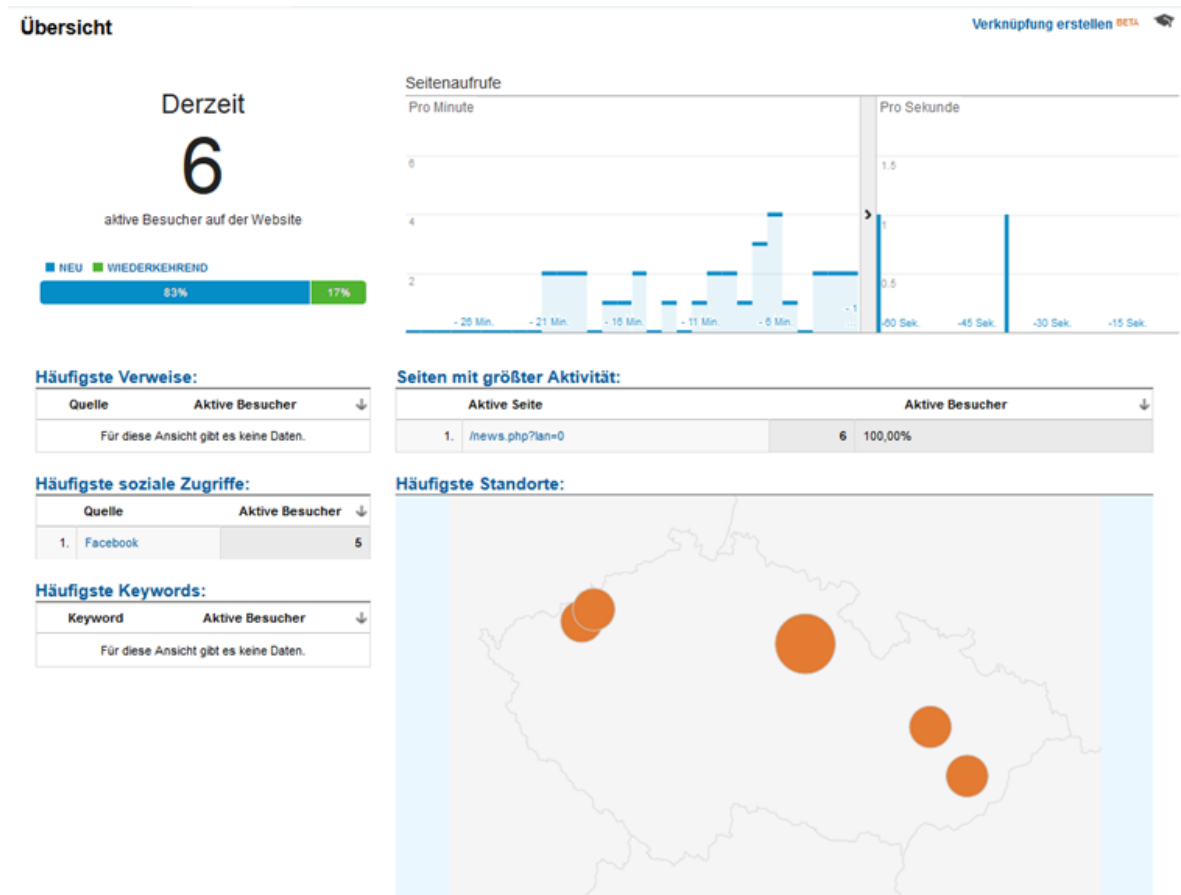 Übersicht
Verknüpfung erstellen BETA
Derzeit
6
aktive Besucher auf der Website
NEU WIEDERKEHREND
83% 17%
Seitenaufrufe
Pro Minute
6
4
2
- 26 Min. - 21 Min. - 16 Min. - 11 Min. - 6 Min. - 1 ...
Pro Sekunde
1.5
1
0.5
-60 Sek. -45 Sek. -30 Sek. -15 Sek.
Häufigste Verweise:
Quelle Aktive Besucher
Für diese Ansicht gibt es keine Daten.
Seiten mit größter Aktivität:
Aktive Seite Aktive Besucher
1. /news.php?lan=0 6 100,00%
Häufigste soziale Zugriffe:
Quelle Aktive Besucher
1. Facebook 5
Häufigste Keywords:
Keyword Aktive Besucher
Für diese Ansicht gibt es keine Daten.
Häufigste Standorte: